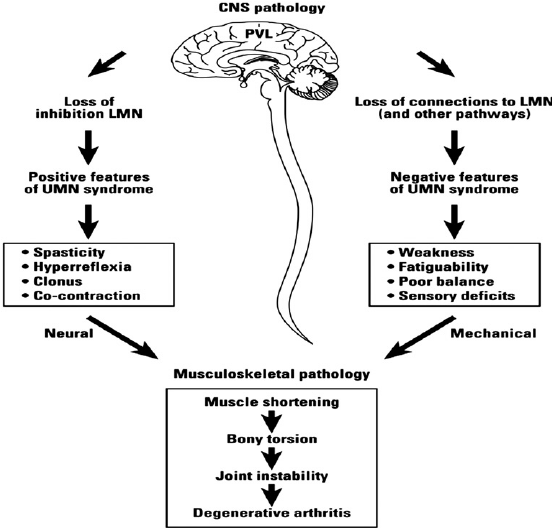 CNS pathology
PVL
Loss of
inhibition LMN
Positive features
of UMN syndrome
• Spasticity
• Hyperreflexia
• Clonus
• Co-contraction
Neural
Loss of connections to LMN
(and other pathways)
Negative features
of UMN syndrome
• Weakness
• Fatiguability
• Poor balance
• Sensory deficits
Mechanical
Musculoskeletal pathology
Muscle shortening
Bony torsion
Joint instability
Degenerative arthritis